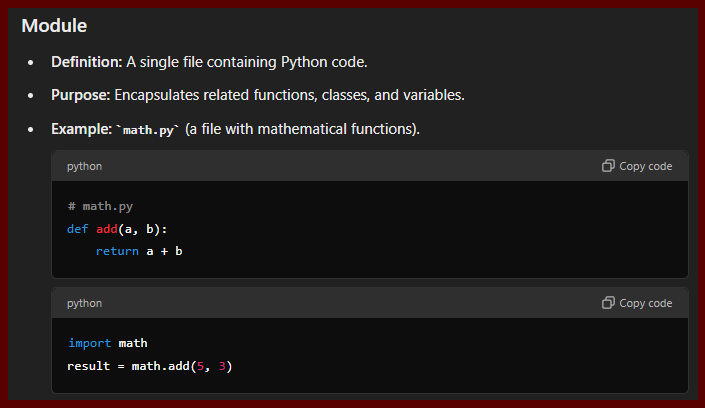 Module
• Definition: A single file containing Python code.
• Purpose: Encapsulates related functions, classes, and variables.
• Example: `math.py` (a file with mathematical functions).
python Copy code
# math.py
def add(a, b):
    return a + b
python Copy code
import math
result = math.add(5, 3)